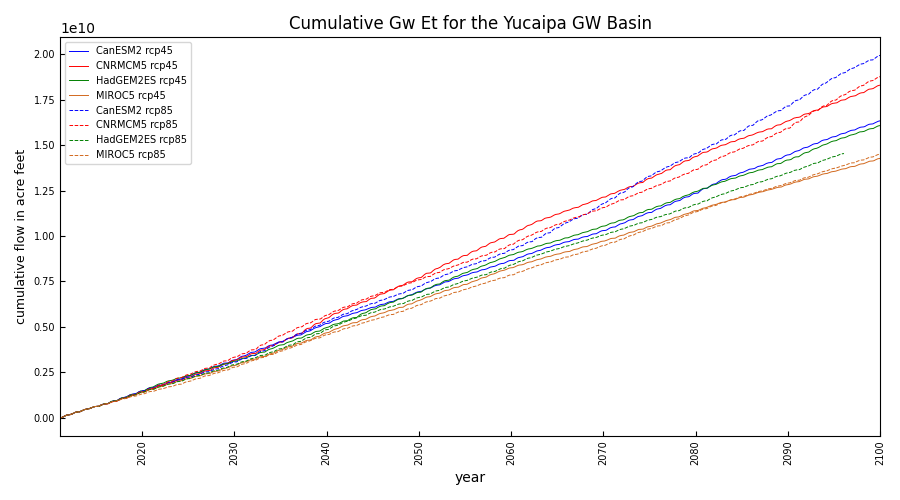 Cumulative Gw Et for the Yucaipa GW Basin
1e10
CanESM2 rcp45
CNRMCM5 rcp45
HadGEM2ES rcp45
MIROC5 rcp45
CanESM2 rcp85
CNRMCM5 rcp85
HadGEM2ES rcp85
MIROC5 rcp85
cumulative flow in acre feet
2.00
1.75
1.50
1.25
1.00
0.75
0.50
0.25
0.00
2020
2030
2040
2050
2060
2070
2080
2090
2100
year